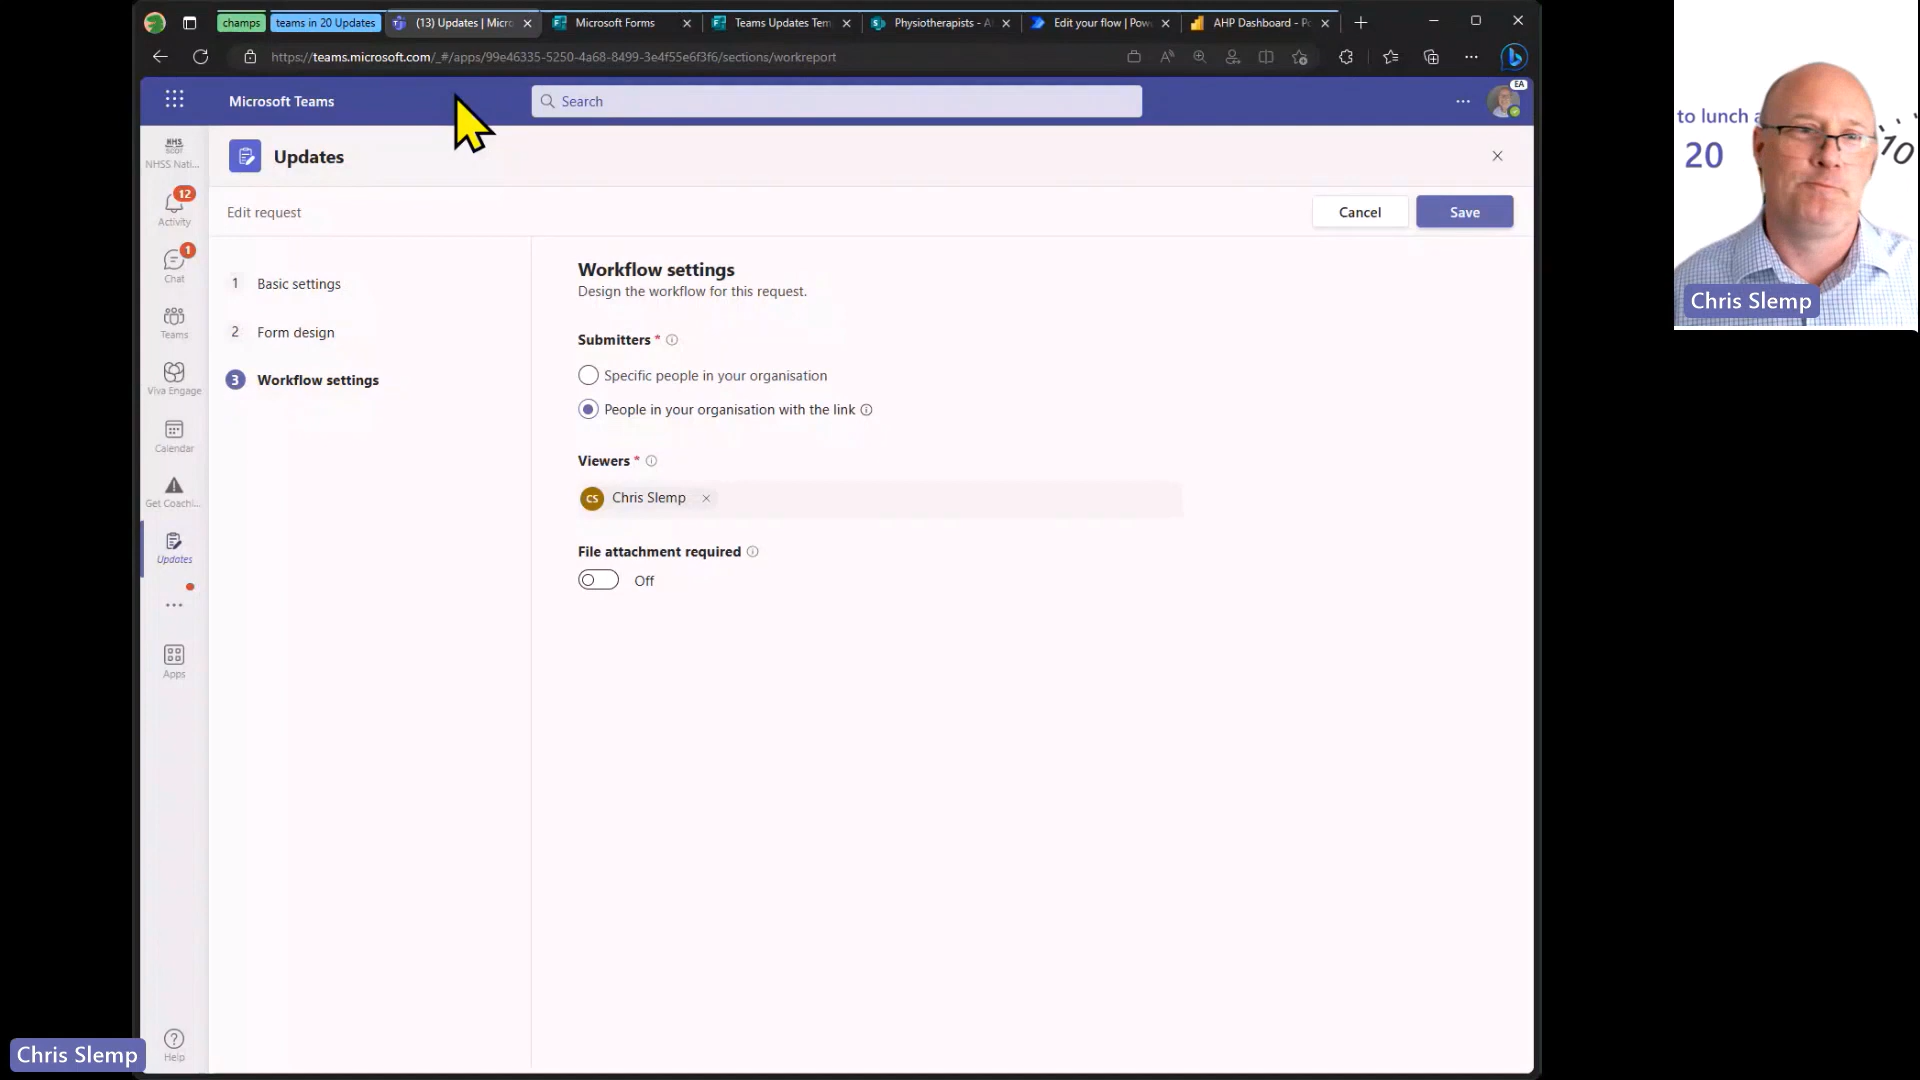 champs
teams in 20 Updates
(13) Updates | Micro
Microsoft Forms
Teams Updates Tem
Physiotherapists - A
Edit your flow | Pow
AHP Dashboard - Po
https://teams.microsoft.com/_#/apps/99e46335-5250-4a68-8499-3e4f55e6f3f6/sections/workreport
Microsoft Teams
Search
EA
NHS
SCOT
NHSS Nati...
Updates
12
Activity
Edit request
Cancel
Save
1
Chat
Teams
Viva Engage
Calendar
Get Coachi...
Updates
Apps
Help
1 Basic settings
2 Form design
3 Workflow settings
Workflow settings
Design the workflow for this request.
Submitters *
Specific people in your organisation
People in your organisation with the link
Viewers *
CS Chris Slemp
File attachment required
Off
to lunch a
20
10
Chris Slemp
Chris Slemp